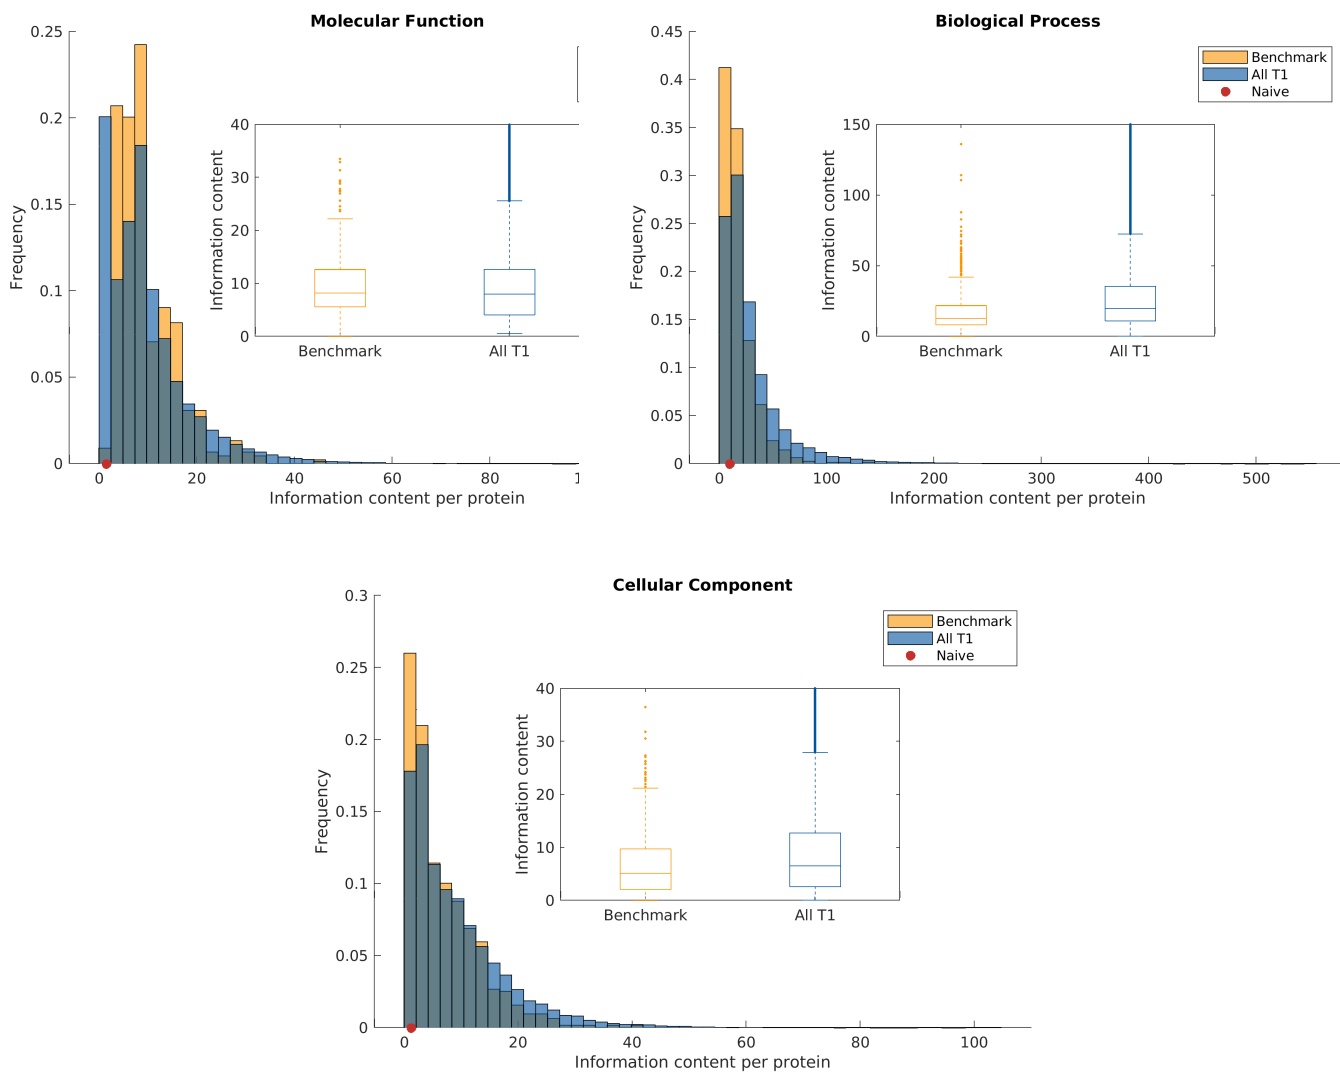 Molecular Function
0.25
0.2
0.15
0.1
0.05
0
Frequency
0
20
40
60
80
1
Information content per protein
40
30
20
10
0
Information content
Benchmark
All T1
Biological Process
0.45
0.4
0.35
0.3
0.25
0.2
0.15
0.1
0.05
0
Frequency
0
100
200
300
400
500
Information content per protein
Benchmark
All T1
Naive
150
100
50
0
Information content
Benchmark
All T1
Cellular Component
0.3
0.25
0.2
0.15
0.1
0.05
0
Frequency
0
20
40
60
80
100
Information content per protein
Benchmark
All T1
Naive
40
30
20
10
0
Information content
Benchmark
All T1